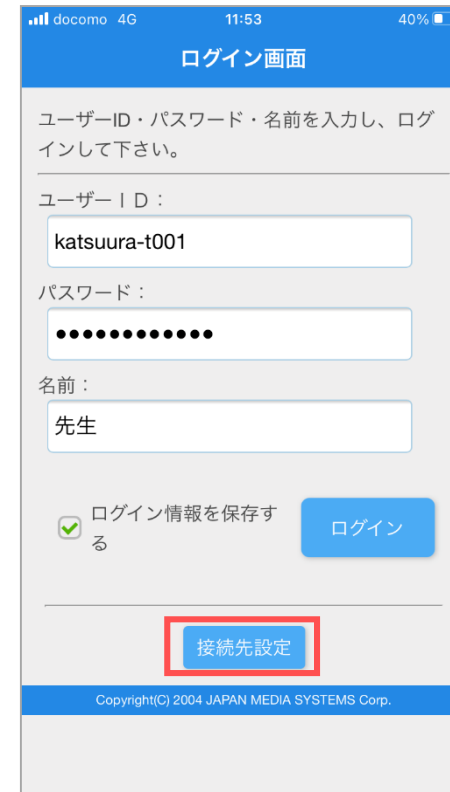 docomo 4G 11:53 40%
ログイン画面
ユーザーID・パスワード・名前を入力し、ログ
インして下さい。
ユーザーＩＤ：
katsuura-t001
パスワード：
●●●●●●●●●●●●
名前：
先生
ログイン情報を保存す
る
ログイン
接続先設定
Copyright(C) 2004 JAPAN MEDIA SYSTEMS Corp.